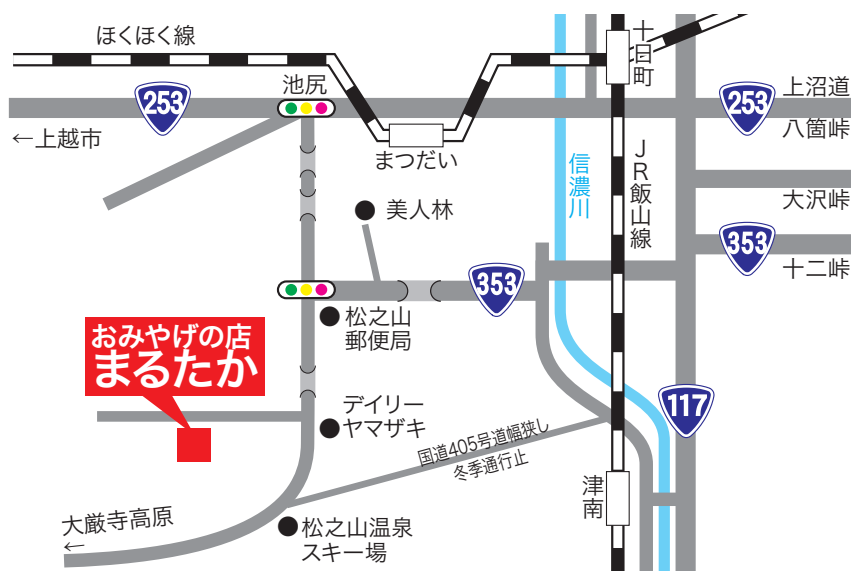 ほくほく線
十日町
池尻
253
253
上沼道
八箇峠
←上越市
まつだい
信濃川
JR飯山線
美人林
大沢峠
353
353
十二峠
松之山
郵便局
おみやげの店
まるたか
デイリー
ヤマザキ
117
国道405号道幅狭し
冬季通行止
津南
大厳寺高原
←
松之山温泉
スキー場